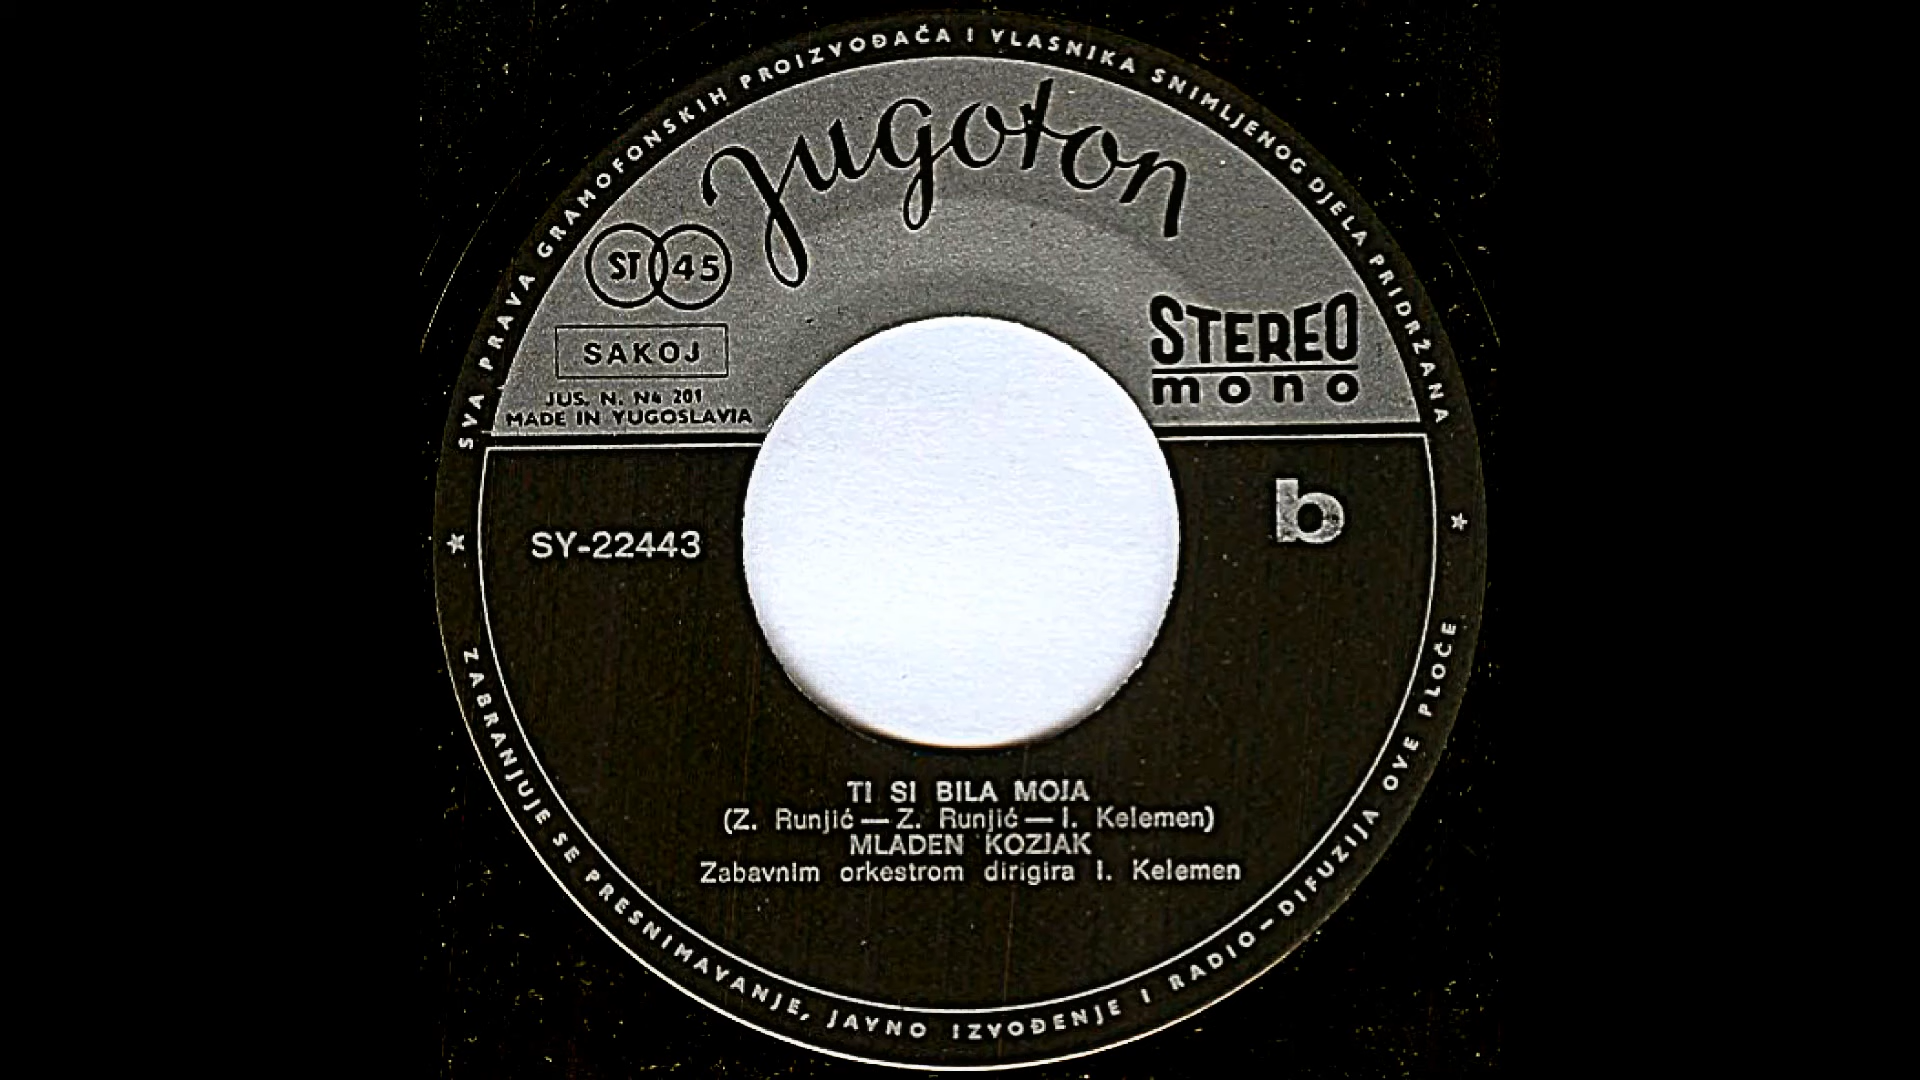 SVA PRAVA GRAMOFONSKIH PROIZVOĐAČA I VLASNIKA SNIMLJENOG DJELA PRIDRŽANA
Jugoton
ST 45
SAKOJ
STEREO
mono
JUS. N. N4 201
MADE IN YUGOSLAVIA
b
SY-22443
TI SI BILA MOJA
(Z. Runjić — Z. Runjić — I. Kelemen)
MLADEN KOZJAK
Zabavnim orkestrom dirigira I. Kelemen
ZABRANJUJE SE PRESNIMAVANJE, JAVNO IZVOĐENJE I RADIO-DIFUZIJA OVE PLOČE